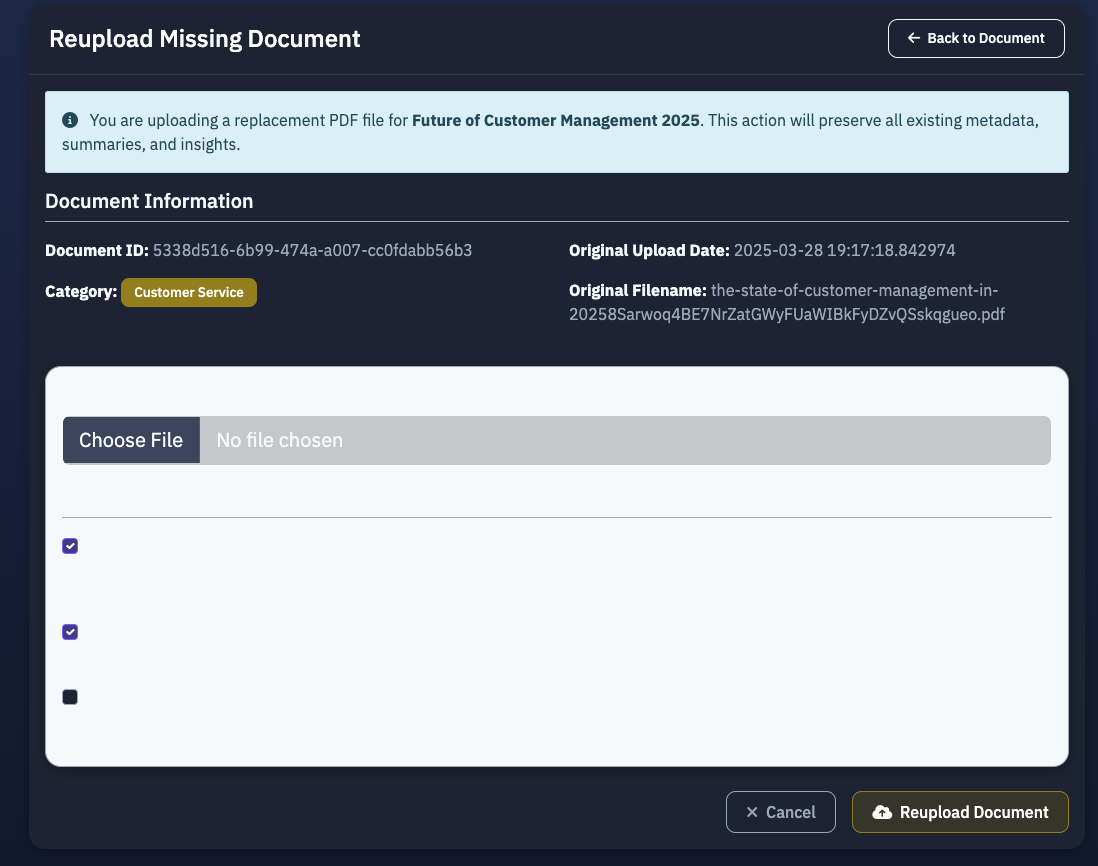 Reupload Missing Document
← Back to Document
You are uploading a replacement PDF file for Future of Customer Management 2025. This action will preserve all existing metadata,
summaries, and insights.
Document Information
Document ID: 5338d516-6b99-474a-a007-cc0fdabb56b3
Original Upload Date: 2025-03-28 19:17:18.842974
Category: Customer Service
Original Filename: the-state-of-customer-management-in-
20258Sarwoq4BE7NrZatGWyFUaWIBkFyDZvQSskqgueo.pdf
Choose File No file chosen
Cancel
Reupload Document